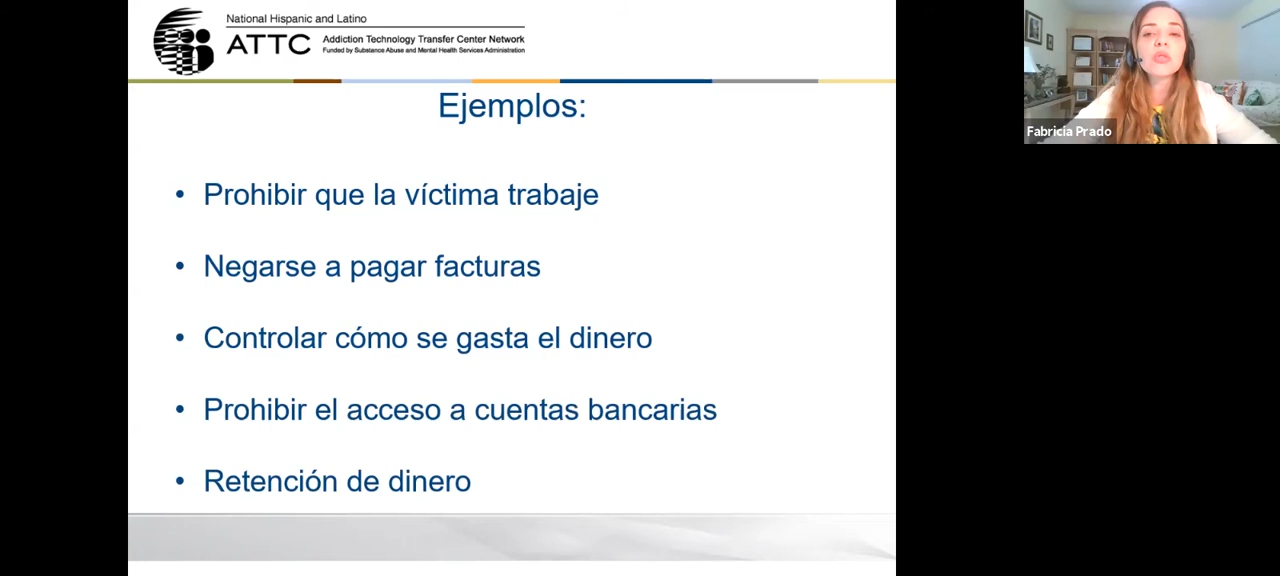 National Hispanic and Latino
ATTC
Addiction Technology Transfer Center Network
Funded by Substance Abuse and Mental Health Services Administration
Fabricia Prado
Ejemplos:
• Prohibir que la víctima trabaje
• Negarse a pagar facturas
• Controlar cómo se gasta el dinero
• Prohibir el acceso a cuentas bancarias
• Retención de dinero